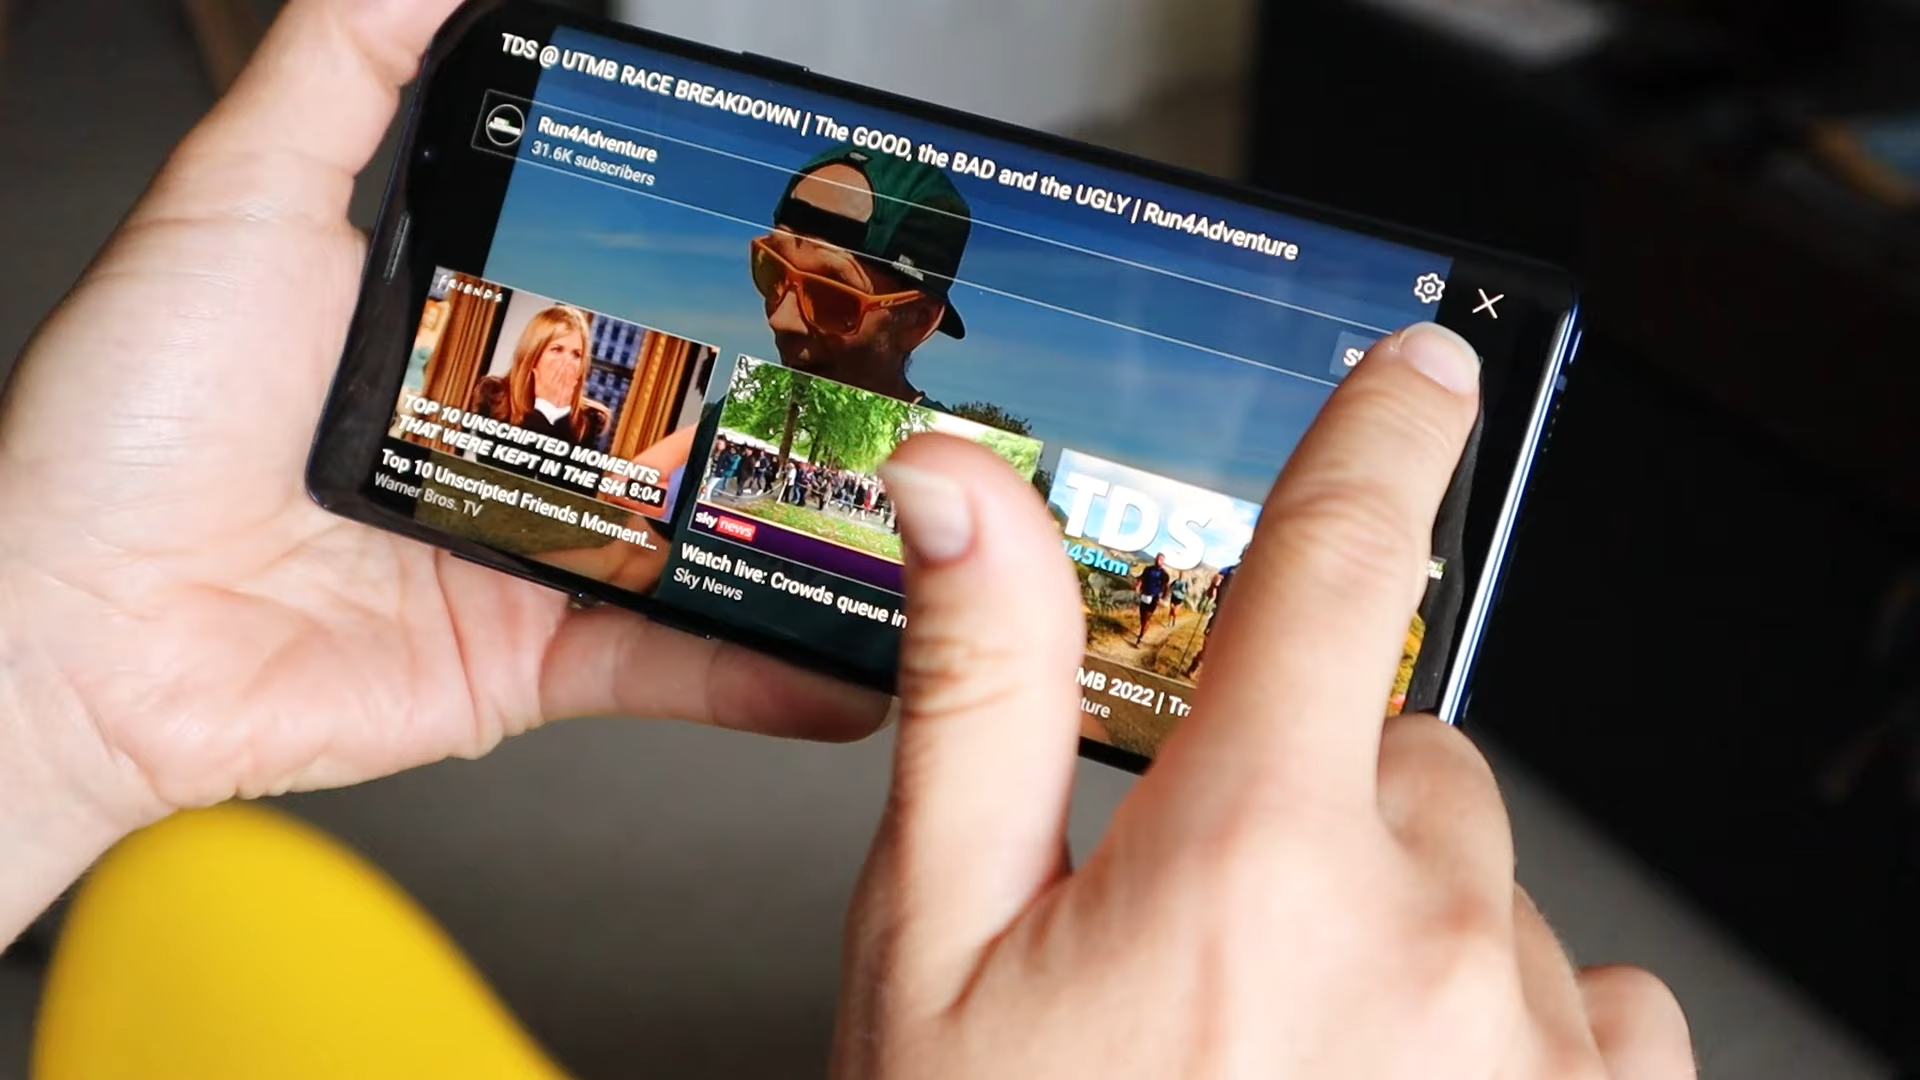 TDS @ UTMB RACE BREAKDOWN | The GOOD, the BAD and the UGLY | Run4Adventure
Run4Adventure
31.6K subscribers
FRIENDS
TOP 10 UNSCRIPTED MOMENTS
THAT WERE KEPT IN THE SH
8:04
Top 10 Unscripted Friends Moment...
Warner Bros. TV
sky news
Watch live: Crowds queue in
Sky News
TDS
145km
MB 2022 | Tr
ture